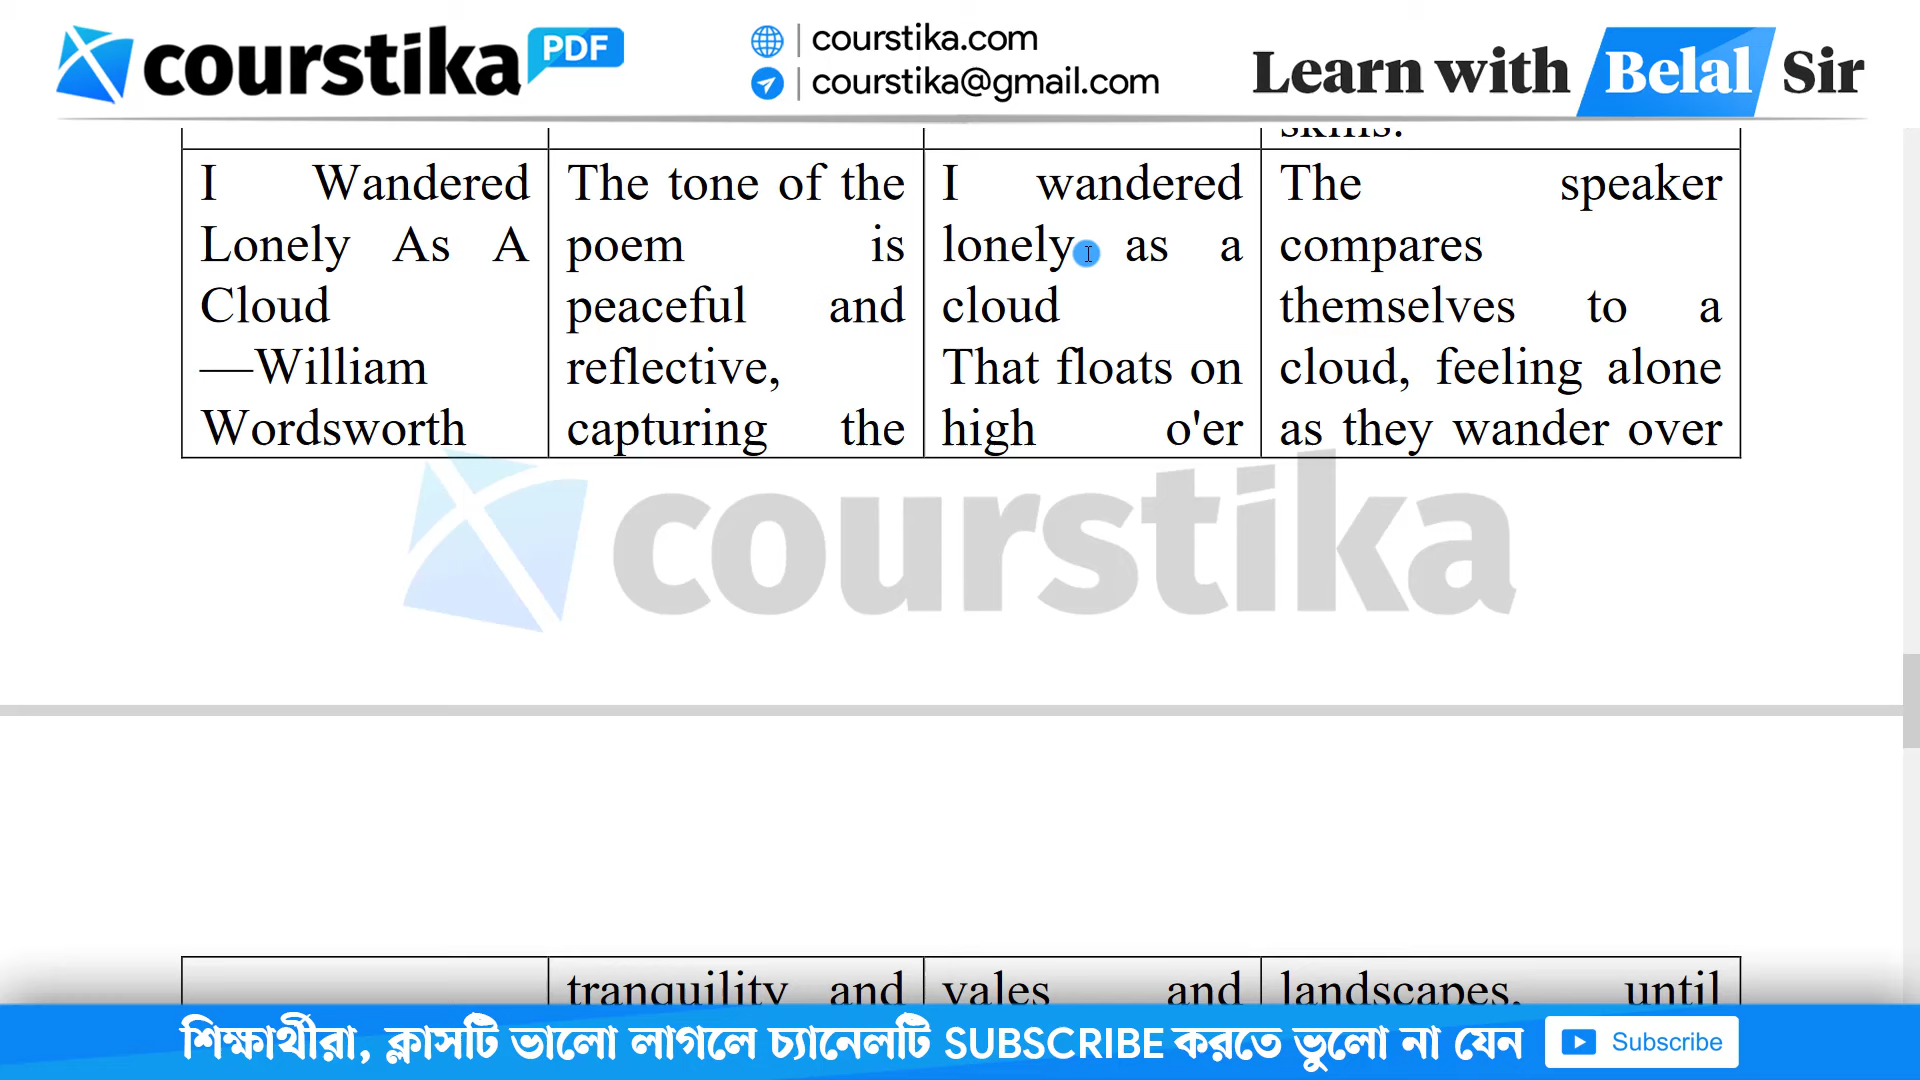 courstika PDF
courstika.com
courstika@gmail.com
Learn with Belal Sir
skills.
I Wandered
Lonely As A
Cloud
—William
Wordsworth
The tone of the
poem is
peaceful and
reflective,
capturing the
I wandered
lonely as a
cloud
That floats on
high o'er
The speaker
compares
themselves to a
cloud, feeling alone
as they wander over
courstika
tranquility and
vales and
landscapes, until
শিক্ষার্থীরা, ক্লাসটি ভালো লাগলে চ্যানেলটি SUBSCRIBE করতে ভুলো না যেন
Subscribe